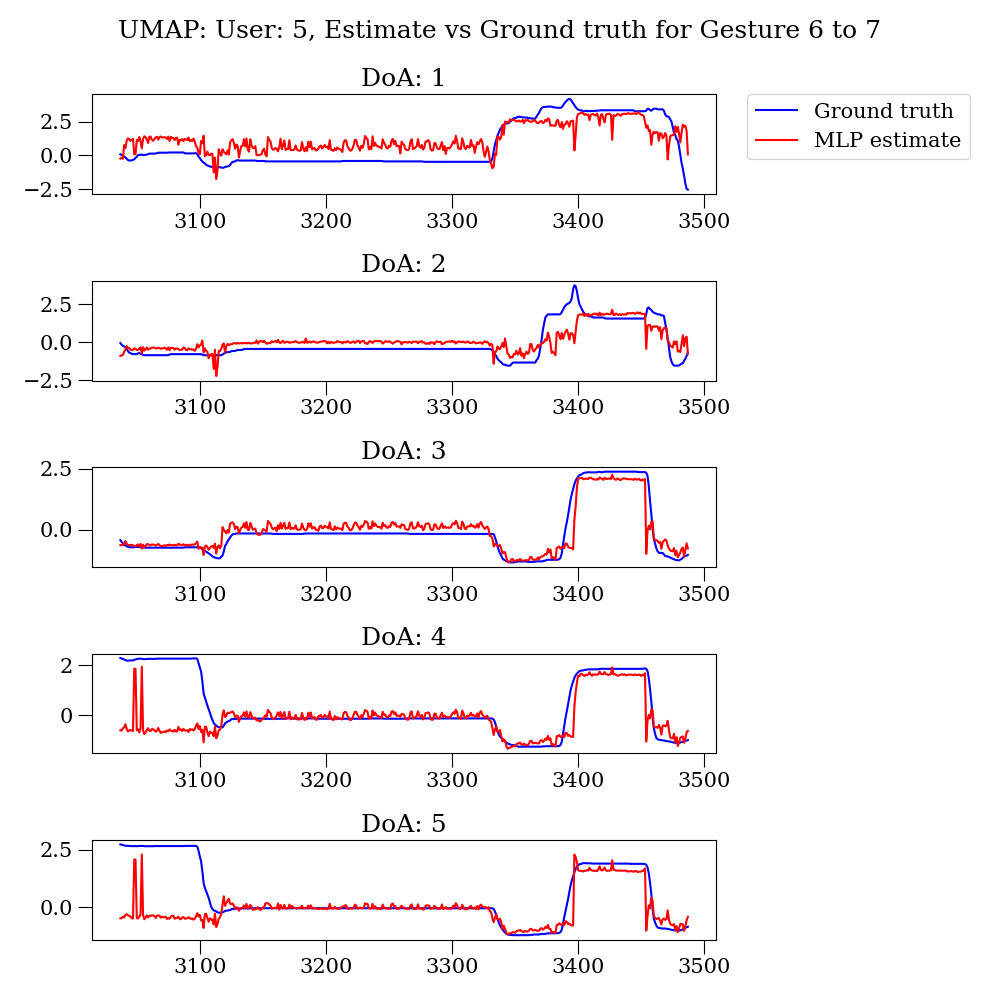 UMAP: User: 5, Estimate vs Ground truth for Gesture 6 to 7
DoA: 1
Ground truth
MLP estimate
2.5
0.0
−2.5
3100 3200 3300 3400 3500
DoA: 2
2.5
0.0
−2.5
3100 3200 3300 3400 3500
DoA: 3
2.5
0.0
3100 3200 3300 3400 3500
DoA: 4
2
0
3100 3200 3300 3400 3500
DoA: 5
2.5
0.0
3100 3200 3300 3400 3500